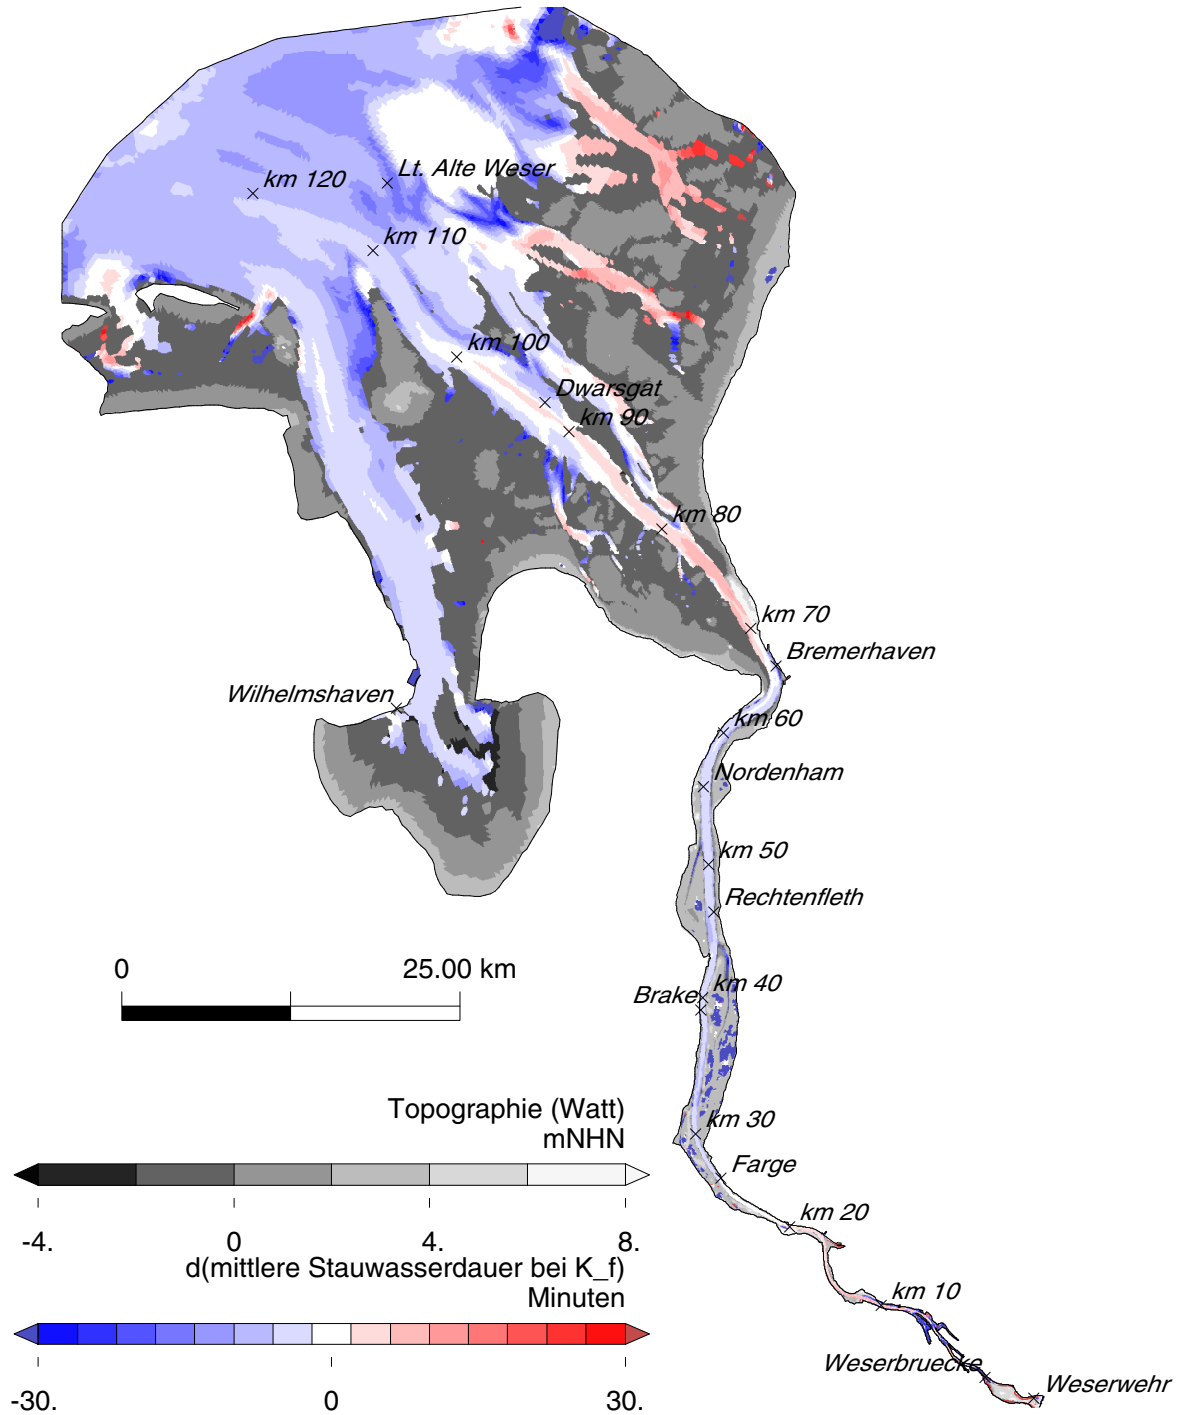 Lt. Alte Weser
km 120
km 110
km 100
Dwarsgat
km 90
km 80
km 70
Bremerhaven
Wilhelmshaven
km 60
Nordenham
km 50
Rechtenfleth
0 25.00 km
km 40
Brake
Topographie (Watt)
mNHN
km 30
Farge
km 20
-4. 0 4. 8.
d(mittlere Stauwasserdauer bei K_f)
Minuten
km 10
Weserbruecke
Weserwehr
-30. 0 30.